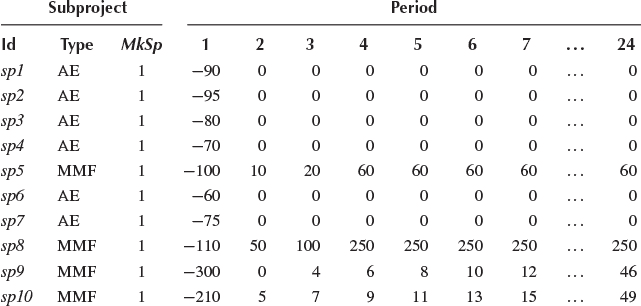 Subproject Period
Id Type MkSp 1 2 3 4 5 6 7 ... 24
sp1 AE 1 −90 0 0 0 0 0 0 ... 0
sp2 AE 1 −95 0 0 0 0 0 0 ... 0
sp3 AE 1 −80 0 0 0 0 0 0 ... 0
sp4 AE 1 −70 0 0 0 0 0 0 ... 0
sp5 MMF 1 −100 10 20 60 60 60 60 ... 60
sp6 AE 1 −60 0 0 0 0 0 0 ... 0
sp7 AE 1 −75 0 0 0 0 0 0 ... 0
sp8 MMF 1 −110 50 100 250 250 250 250 ... 250
sp9 MMF 1 −300 0 4 6 8 10 12 ... 46
sp10 MMF 1 −210 5 7 9 11 13 15 ... 49